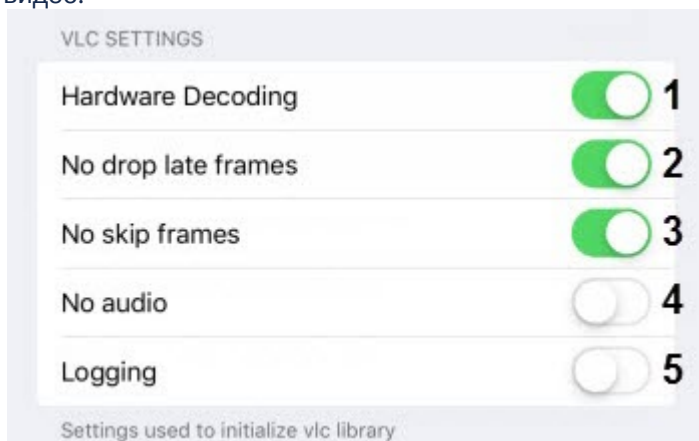 видео.
VLC SETTINGS
Hardware Decoding 1
No drop late frames 2
No skip frames 3
No audio 4
Logging 5
Settings used to initialize vlc library